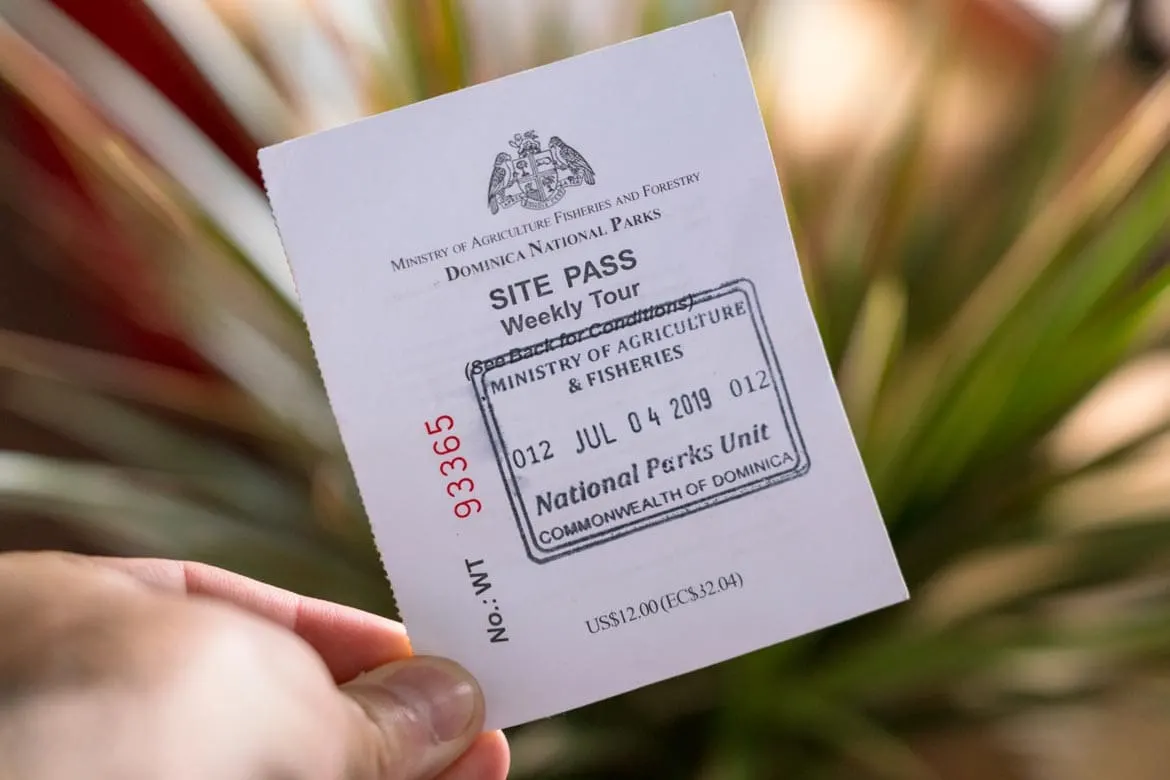 MINISTRY OF AGRICULTURE FISHERIES AND FORESTRY
DOMINICA NATIONAL PARKS
SITE PASS
Weekly Tour
(See Back for Conditions)
MINISTRY OF AGRICULTURE
& FISHERIES
012 JUL 04 2019 012
National Parks Unit
COMMONWEALTH OF DOMINICA
No.: WT 93365
US$12.00 (EC$32.04)